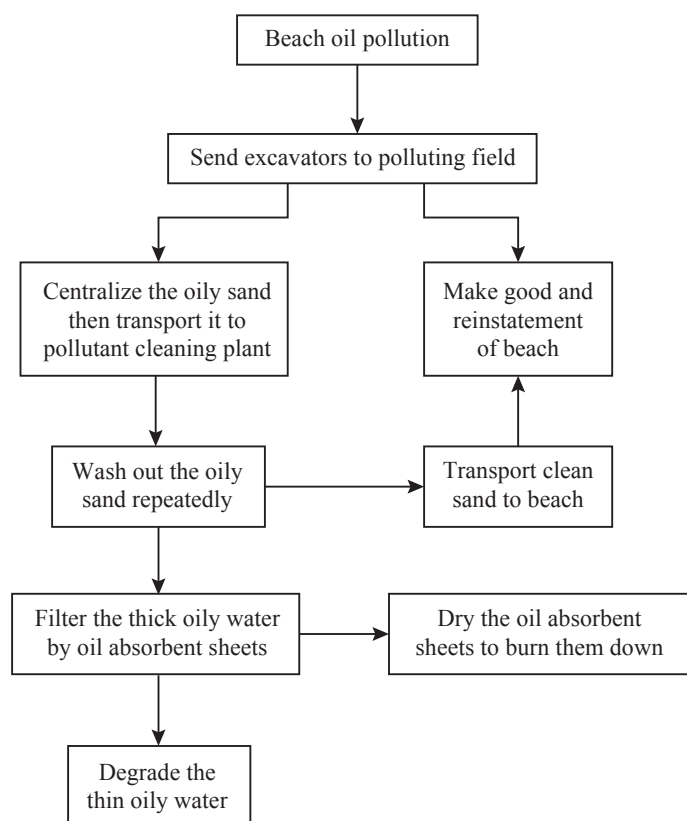 Beach oil pollution
Send excavators to polluting field
Centralize the oily sand
then transport it to
pollutant cleaning plant
Make good and
reinstatement
of beach
Wash out the oily
sand repeatedly
Transport clean
sand to beach
Filter the thick oily water
by oil absorbent sheets
Dry the oil absorbent
sheets to burn them down
Degrade the
thin oily water